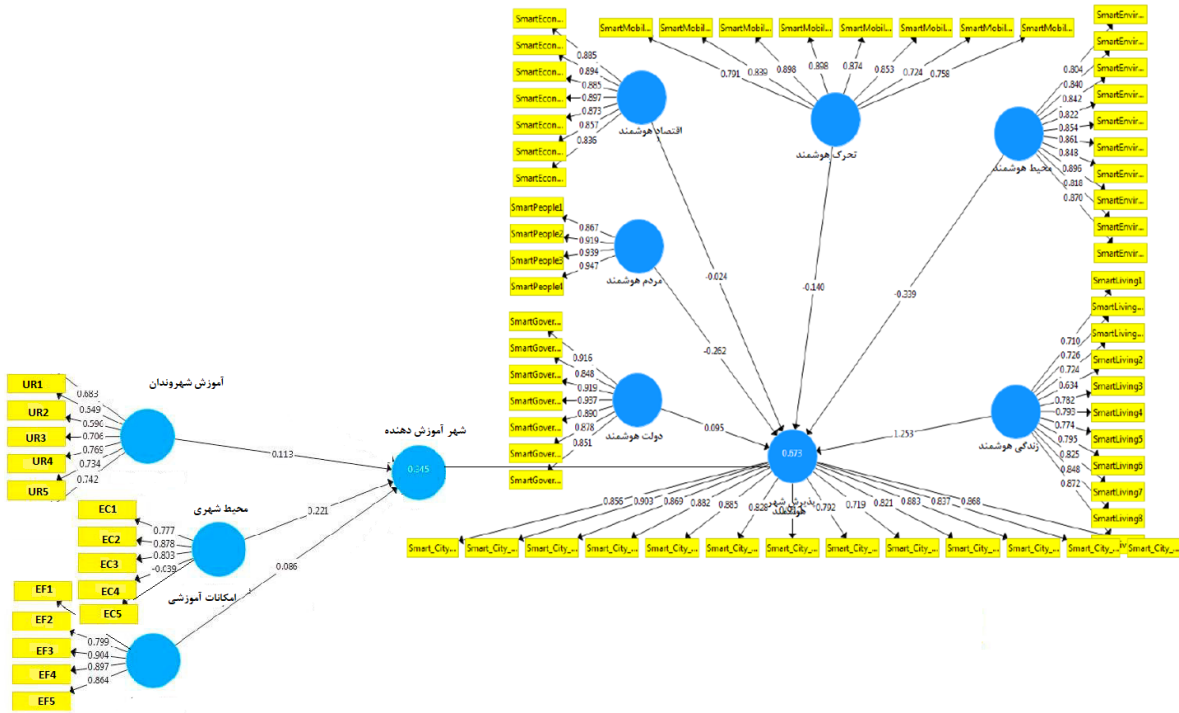 SmartEcon...
SmartEcon...
SmartEcon...
SmartEcon...
SmartEcon...
SmartEcon...
SmartEcon...
0.885
0.894
0.885
0.897
0.873
0.857
0.836
اقتصاد هوشمند
SmartMobil...
SmartMobil...
SmartMobil...
SmartMobil...
SmartMobil...
SmartMobil...
SmartMobil...
SmartMobil...
0.791
0.839
0.898
0.898
0.874
0.853
0.724
0.758
تحرک هوشمند
SmartEnvir...
SmartEnvir...
SmartEnvir...
SmartEnvir...
SmartEnvir...
SmartEnvir...
SmartEnvir...
SmartEnvir...
SmartEnvir...
SmartEnvir...
0.804
0.840
0.842
0.822
0.854
0.861
0.848
0.896
0.818
0.870
محیط هوشمند
SmartPeople1
SmartPeople2
SmartPeople3
SmartPeople4
0.867
0.919
0.939
0.947
مردم هوشمند
-0.024
-0.140
-0.339
-0.262
SmartGover...
SmartGover...
SmartGover...
SmartGover...
SmartGover...
SmartGover...
SmartGover...
0.916
0.848
0.919
0.937
0.890
0.878
0.851
دولت هوشمند
0.095
SmartLiving1
SmartLiving...
SmartLiving...
SmartLiving2
SmartLiving3
SmartLiving4
SmartLiving5
SmartLiving6
SmartLiving7
SmartLiving8
0.710
0.726
0.724
0.634
0.782
0.793
0.774
0.795
0.825
0.848
0.872
زندگی هوشمند
1.253
آموزش شهروندان
UR1
UR2
UR3
UR4
UR5
0.683
0.549
0.596
0.706
0.769
0.734
0.742
0.113
شهر آموزش دهنده
0.345
0.673
پذیرش شهر
هوشمند
0.856
0.903
0.869
0.882
0.885
0.828
0.792
0.719
0.821
0.883
0.837
0.868
Smart_City_...
Smart_City_...
Smart_City_...
Smart_City_...
Smart_City_...
Smart_City_...
Smart_City_...
Smart_City_...
Smart_City_...
Smart_City_...
Smart_City_...
Smart_City_...
Smart_City_...
محیط شهری
EC1
EC2
EC3
EC4
EC5
0.777
0.878
0.803
-0.039
0.221
امکانات آموزشی
EF1
EF2
EF3
EF4
EF5
0.799
0.904
0.897
0.864
0.086